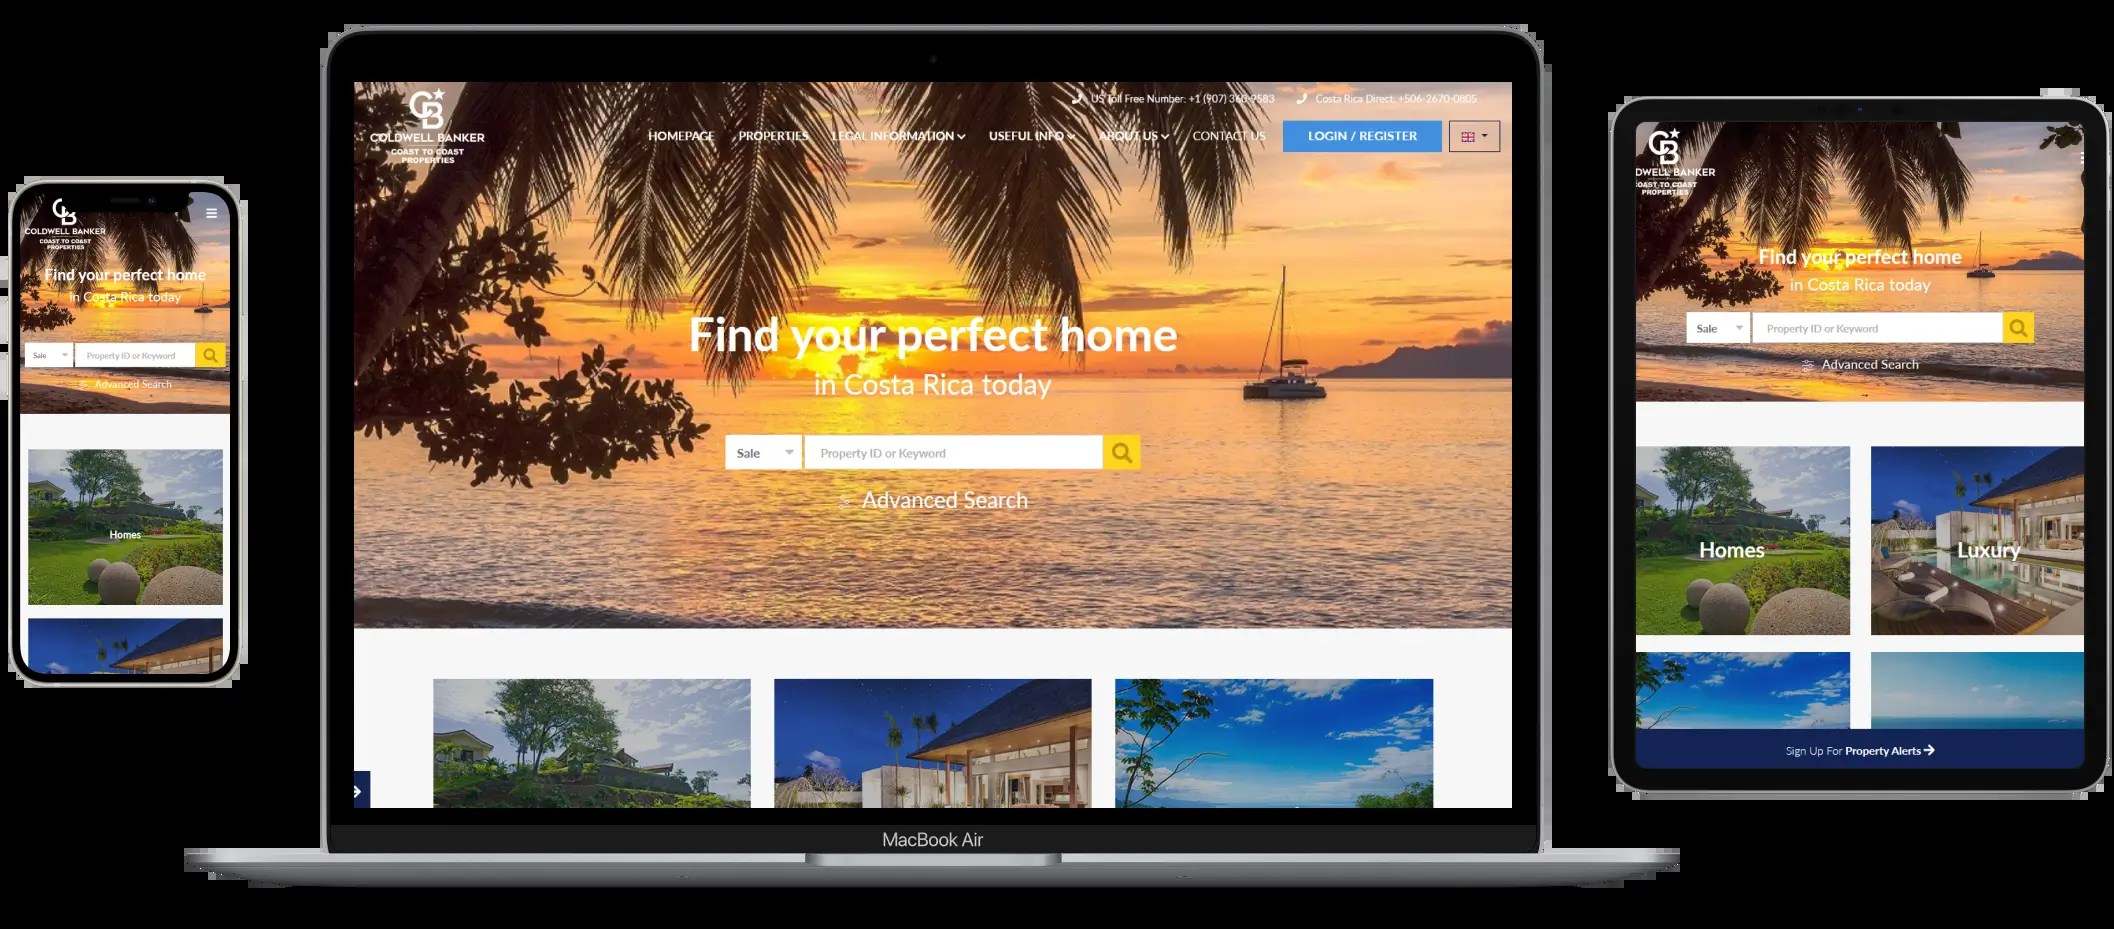 COLDWELL BANKER
COAST TO COAST
PROPERTIES
Find your perfect home
in Costa Rica today
Sale
Property ID or Keyword
Advanced Search
Homes
CB
COLDWELL BANKER
COAST TO COAST
PROPERTIES
US Toll Free Number: +1 (907) 360-9583
Costa Rica Direct: +506-2670-0805
HOMEPAGE PROPERTIES LEGAL INFORMATION USEFUL INFO ABOUT US CONTACT US LOGIN / REGISTER
Find your perfect home
in Costa Rica today
Sale
Property ID or Keyword
Advanced Search
MacBook Air
CB
DWELL BANKER
COAST TO COAST
PROPERTIES
Find your perfect home
in Costa Rica today
Sale
Property ID or Keyword
Advanced Search
Homes
Luxury
Sign Up For Property Alerts